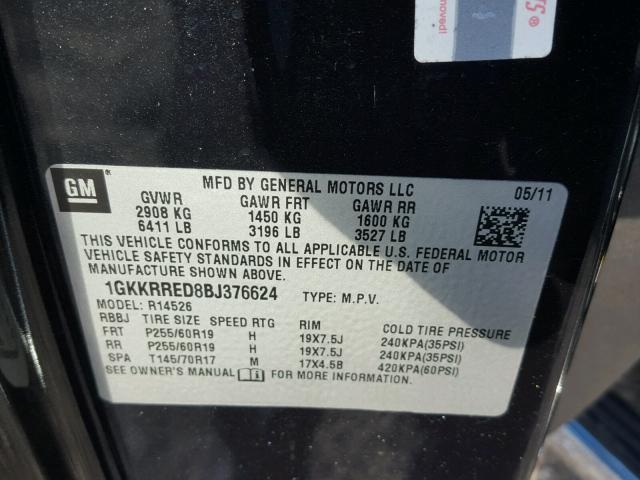 GM
MFD BY GENERAL MOTORS LLC
05/11
GVWR GAWR FRT GAWR RR
2908 KG 1450 KG 1600 KG
6411 LB 3196 LB 3527 LB
THIS VEHICLE CONFORMS TO ALL APPLICABLE U.S. FEDERAL MOTOR
VEHICLE SAFETY STANDARDS IN EFFECT ON THE DATE OF
MANUFACTURE SHOWN ABOVE.
1GKKRRED8BJ376624 TYPE: M.P.V.
MODEL: R14526
RBBJ TIRE SIZE SPEED RTG RIM COLD TIRE PRESSURE
FRT P255/60R19 H 19X7.5J 240KPA(35PSI)
RR P255/60R19 H 19X7.5J 240KPA(35PSI)
SPA T145/70R17 M 17X4.5B 420KPA(60PSI)
SEE OWNER'S MANUAL FOR MORE INFORMATION.